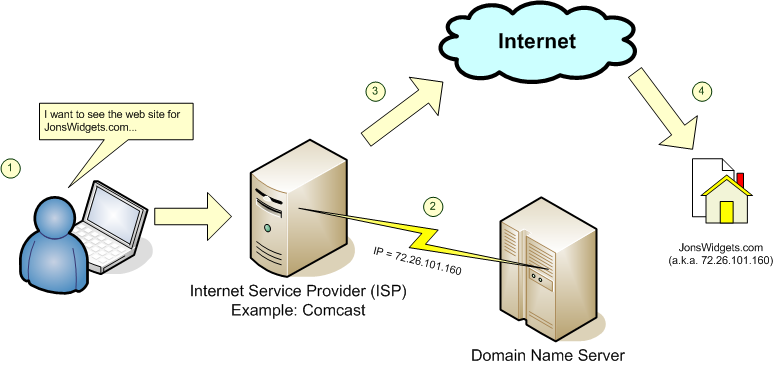 1
I want to see the web site for
JonsWidgets.com...
Internet Service Provider (ISP)
Example: Comcast
2
IP = 72.26.101.160
Domain Name Server
3
Internet
4
JonsWidgets.com
(a.k.a. 72.26.101.160)